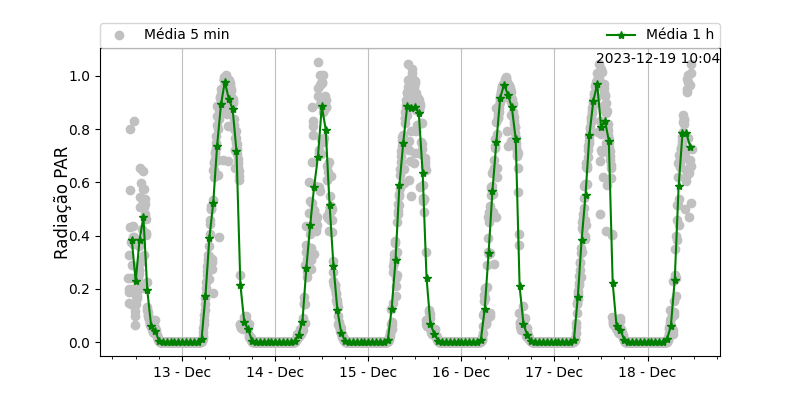 Média 5 min
Média 1 h
2023-12-19 10:04
Radiação PAR
1.0
0.8
0.6
0.4
0.2
0.0
13 - Dec
14 - Dec
15 - Dec
16 - Dec
17 - Dec
18 - Dec